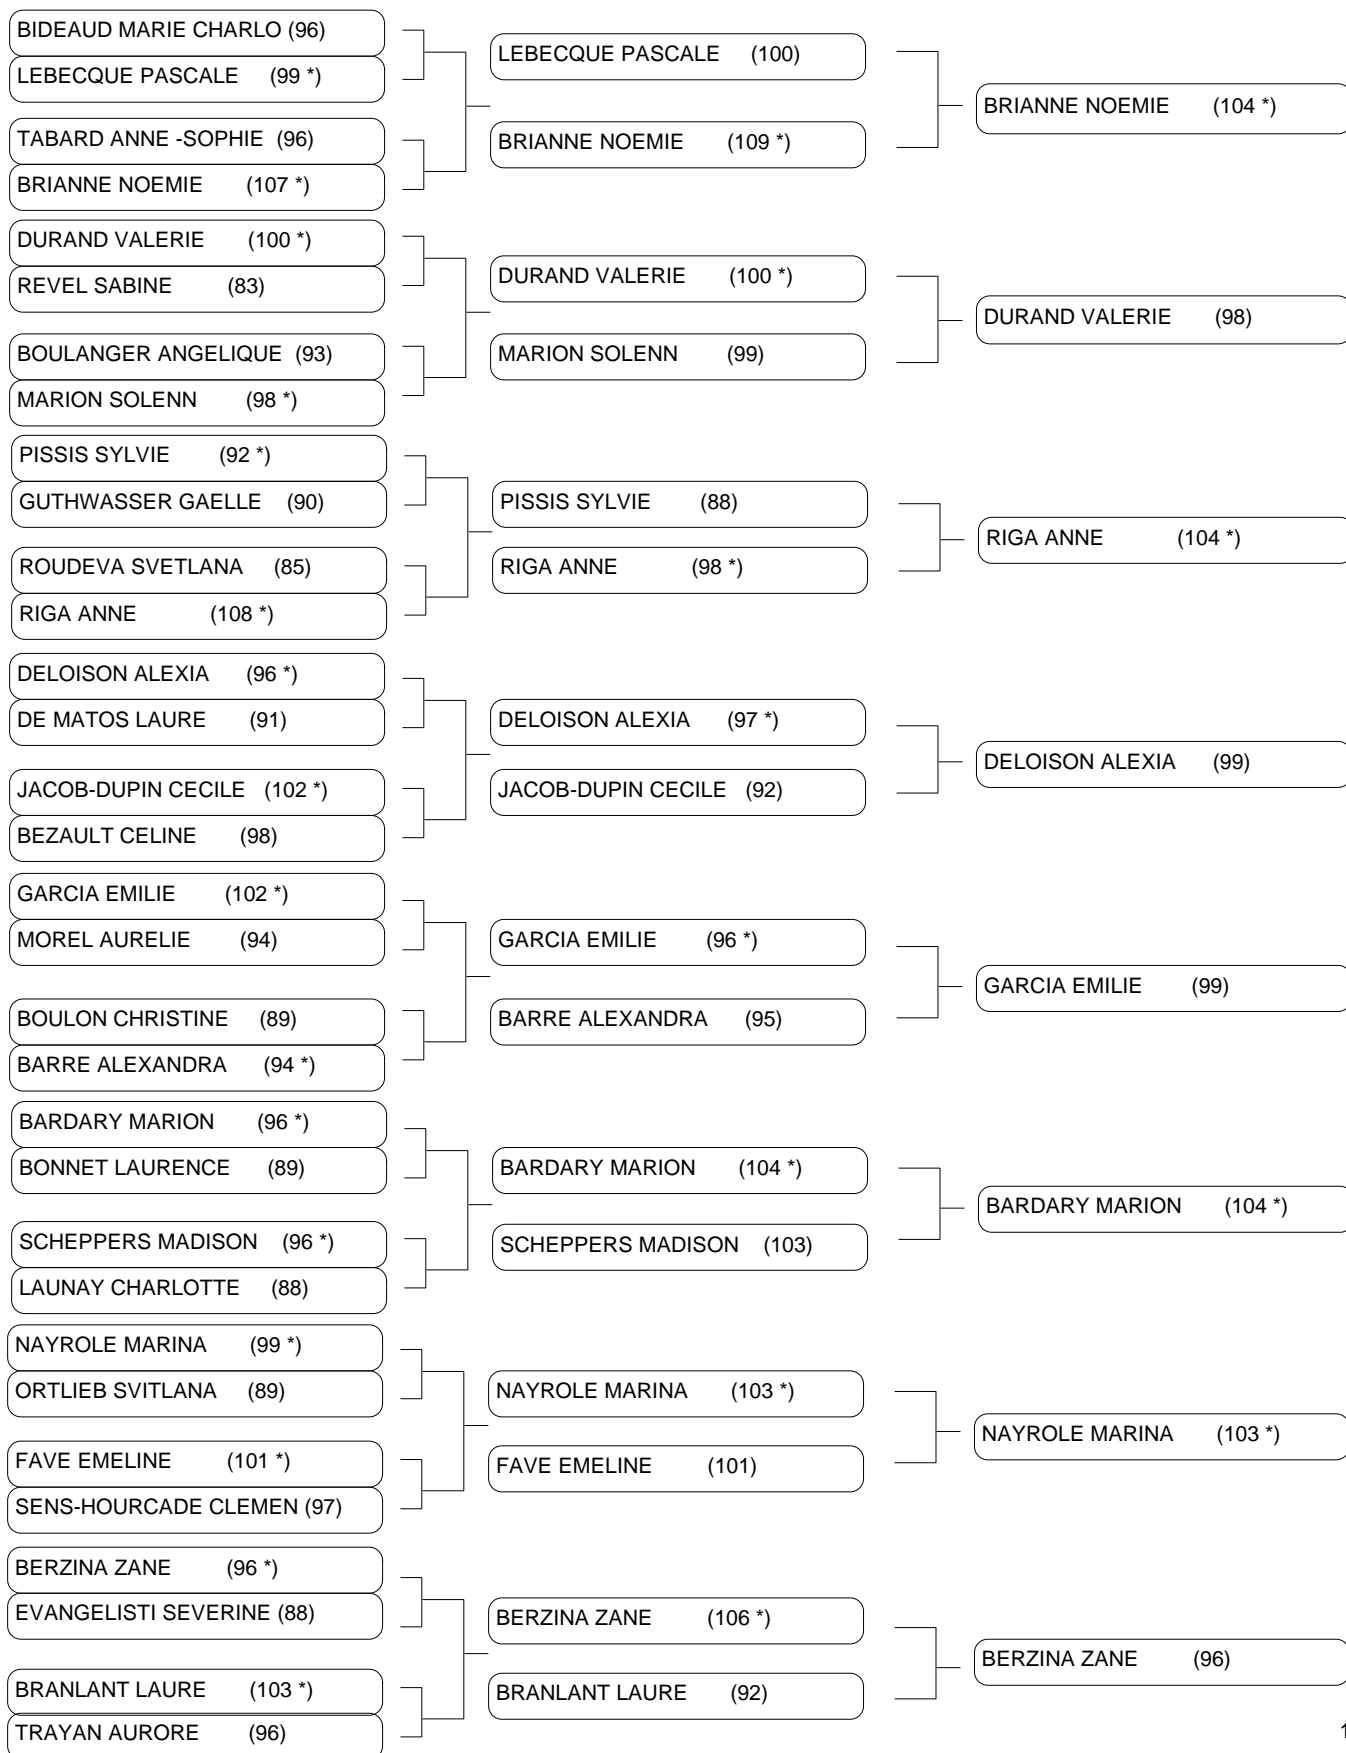 BIDEAUD MARIE CHARLO (96)
LEBECQUE PASCALE (99 *)
TABARD ANNE -SOPHIE (96)
BRIANNE NOEMIE (107 *)
DURAND VALERIE (100 *)
REVEL SABINE (83)
BOULANGER ANGELIQUE (93)
MARION SOLENN (98 *)
PISSIS SYLVIE (92 *)
GUTHWASSER GAELLE (90)
ROUDEVA SVETLANA (85)
RIGA ANNE (108 *)
DELOISON ALEXIA (96 *)
DE MATOS LAURE (91)
JACOB-DUPIN CECILE (102 *)
BEZAULT CELINE (98)
GARCIA EMILIE (102 *)
MOREL AURELIE (94)
BOULON CHRISTINE (89)
BARRE ALEXANDRA (94 *)
BARDARY MARION (96 *)
BONNET LAURENCE (89)
SCHEPPERS MADISON (96 *)
LAUNAY CHARLOTTE (88)
NAYROLE MARINA (99 *)
ORTLIEB SVITLANA (89)
FAVE EMELINE (101 *)
SENS-HOURCADE CLEMEN (97)
BERZINA ZANE (96 *)
EVANGELISTI SEVERINE (88)
BRANLANT LAURE (103 *)
TRAYAN AURORE (96)
LEBECQUE PASCALE (100)
BRIANNE NOEMIE (109 *)
DURAND VALERIE (100 *)
MARION SOLENN (99)
PISSIS SYLVIE (88)
RIGA ANNE (98 *)
DELOISON ALEXIA (97 *)
JACOB-DUPIN CECILE (92)
GARCIA EMILIE (96 *)
BARRE ALEXANDRA (95)
BARDARY MARION (104 *)
SCHEPPERS MADISON (103)
NAYROLE MARINA (103 *)
FAVE EMELINE (101)
BERZINA ZANE (106 *)
BRANLANT LAURE (92)
BRIANNE NOEMIE (104 *)
DURAND VALERIE (98)
RIGA ANNE (104 *)
DELOISON ALEXIA (99)
GARCIA EMILIE (99)
BARDARY MARION (104 *)
NAYROLE MARINA (103 *)
BERZINA ZANE (96)
1